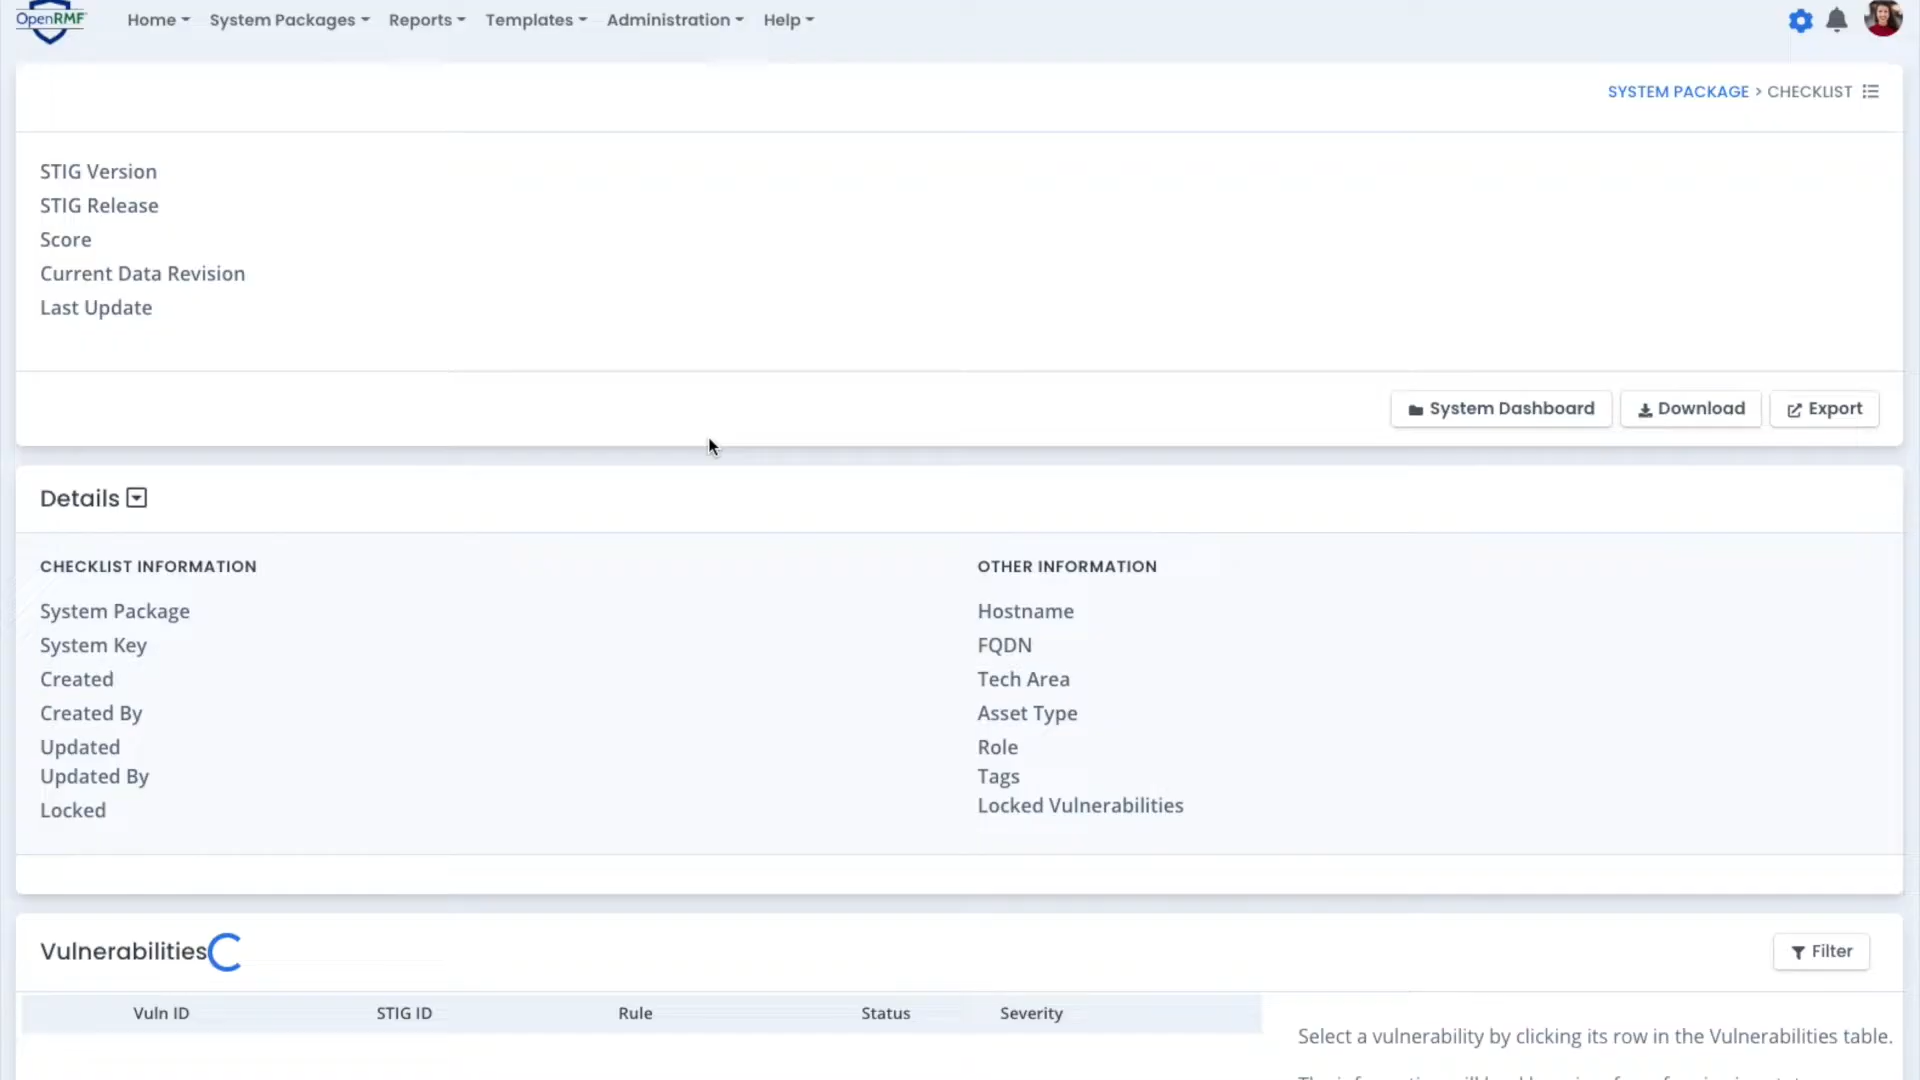 OpenRMF
Home
System Packages
Reports
Templates
Administration
Help
SYSTEM PACKAGE > CHECKLIST
STIG Version
STIG Release
Score
Current Data Revision
Last Update
System Dashboard
Download
Export
Details
CHECKLIST INFORMATION
System Package
System Key
Created
Created By
Updated
Updated By
Locked
OTHER INFORMATION
Hostname
FQDN
Tech Area
Asset Type
Role
Tags
Locked Vulnerabilities
Vulnerabilities
Filter
Vuln ID STIG ID Rule Status Severity
Select a vulnerability by clicking its row in the Vulnerabilities table.